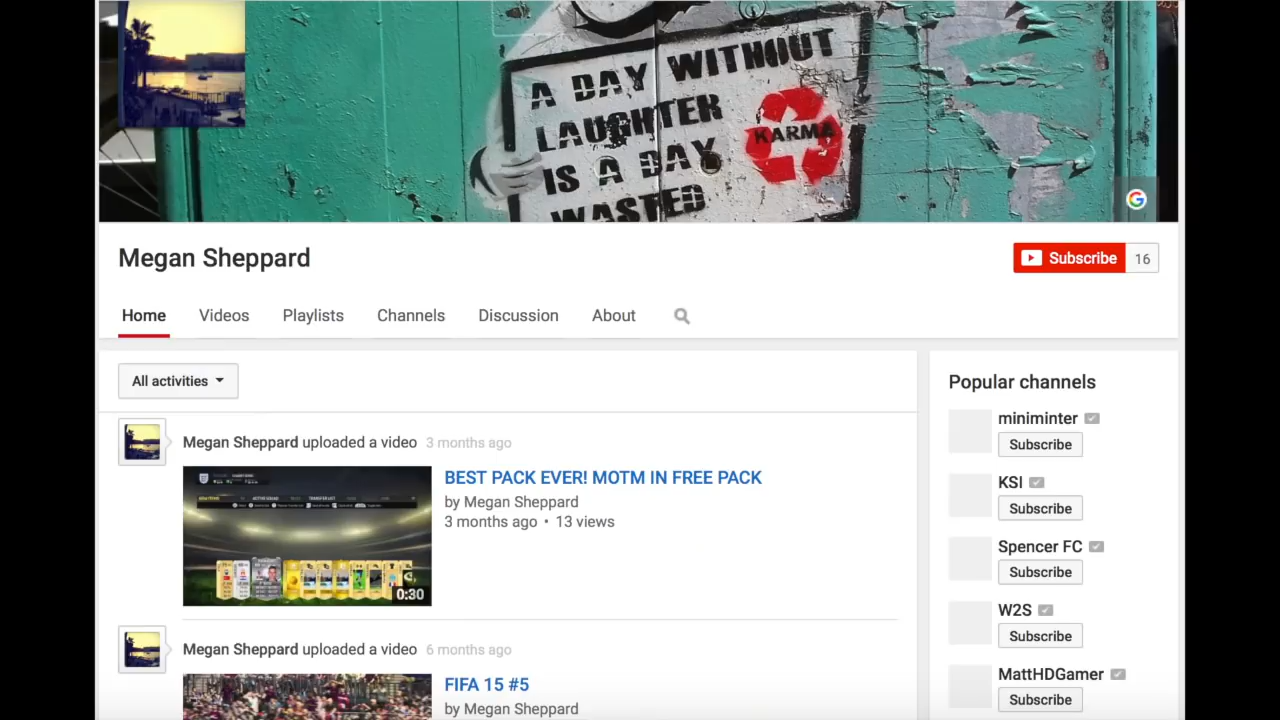 A DAY WITHOUT
LAUGHTER
IS A DAY
WASTED
KARMA
G
Megan Sheppard
Subscribe 16
Home Videos Playlists Channels Discussion About
All activities
Megan Sheppard uploaded a video 3 months ago
BEST PACK EVER! MOTM IN FREE PACK
by Megan Sheppard
3 months ago • 13 views
0:30
Megan Sheppard uploaded a video 6 months ago
FIFA 15 #5
by Megan Sheppard
Popular channels
miniminter
Subscribe
KSI
Subscribe
Spencer FC
Subscribe
W2S
Subscribe
MattHDGamer
Subscribe